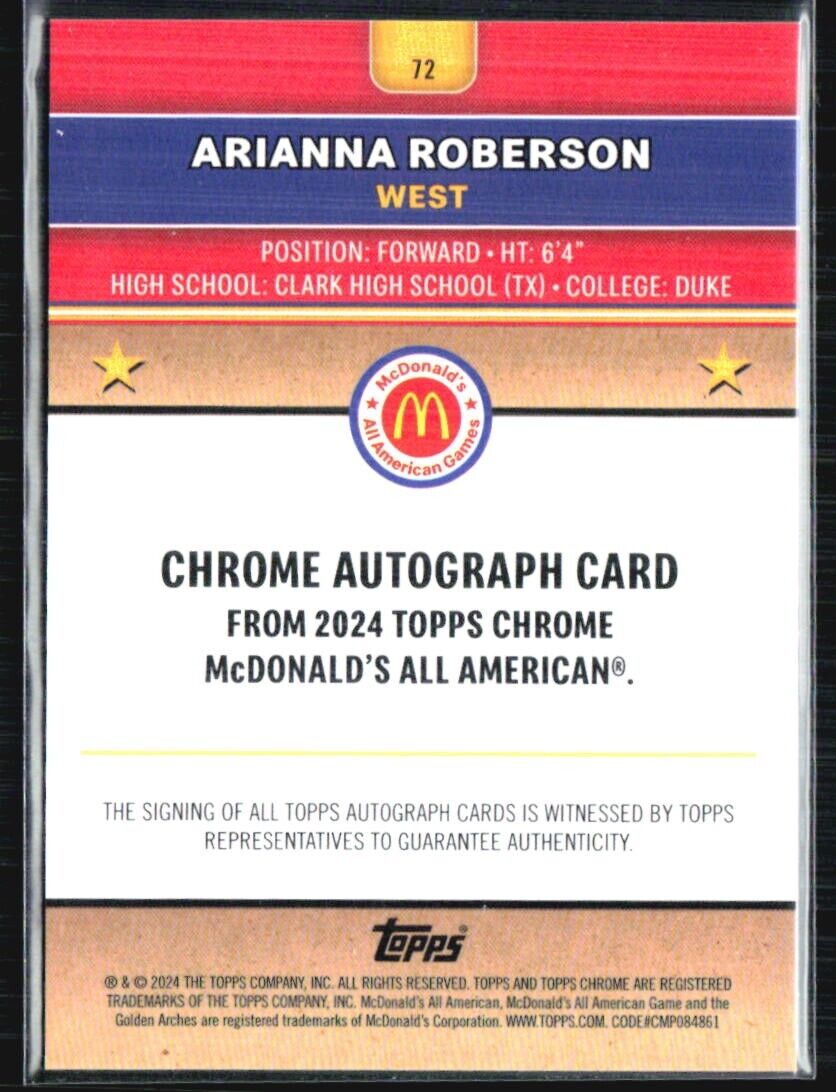 72
ARIANNA ROBERSON
WEST
POSITION: FORWARD • HT: 6'4"
HIGH SCHOOL: CLARK HIGH SCHOOL (TX) • COLLEGE: DUKE
McDonald's
All American Games
CHROME AUTOGRAPH CARD
FROM 2024 TOPPS CHROME
McDONALD'S ALL AMERICAN®.
THE SIGNING OF ALL TOPPS AUTOGRAPH CARDS IS WITNESSED BY TOPPS
REPRESENTATIVES TO GUARANTEE AUTHENTICITY.
topps®
® & © 2024 THE TOPPS COMPANY, INC. ALL RIGHTS RESERVED. TOPPS AND TOPPS CHROME ARE REGISTERED
TRADEMARKS OF THE TOPPS COMPANY, INC. McDonald's All American, McDonald's All American Game and the
Golden Arches are registered trademarks of McDonald's Corporation. WWW.TOPPS.COM. CODE#CMP084861